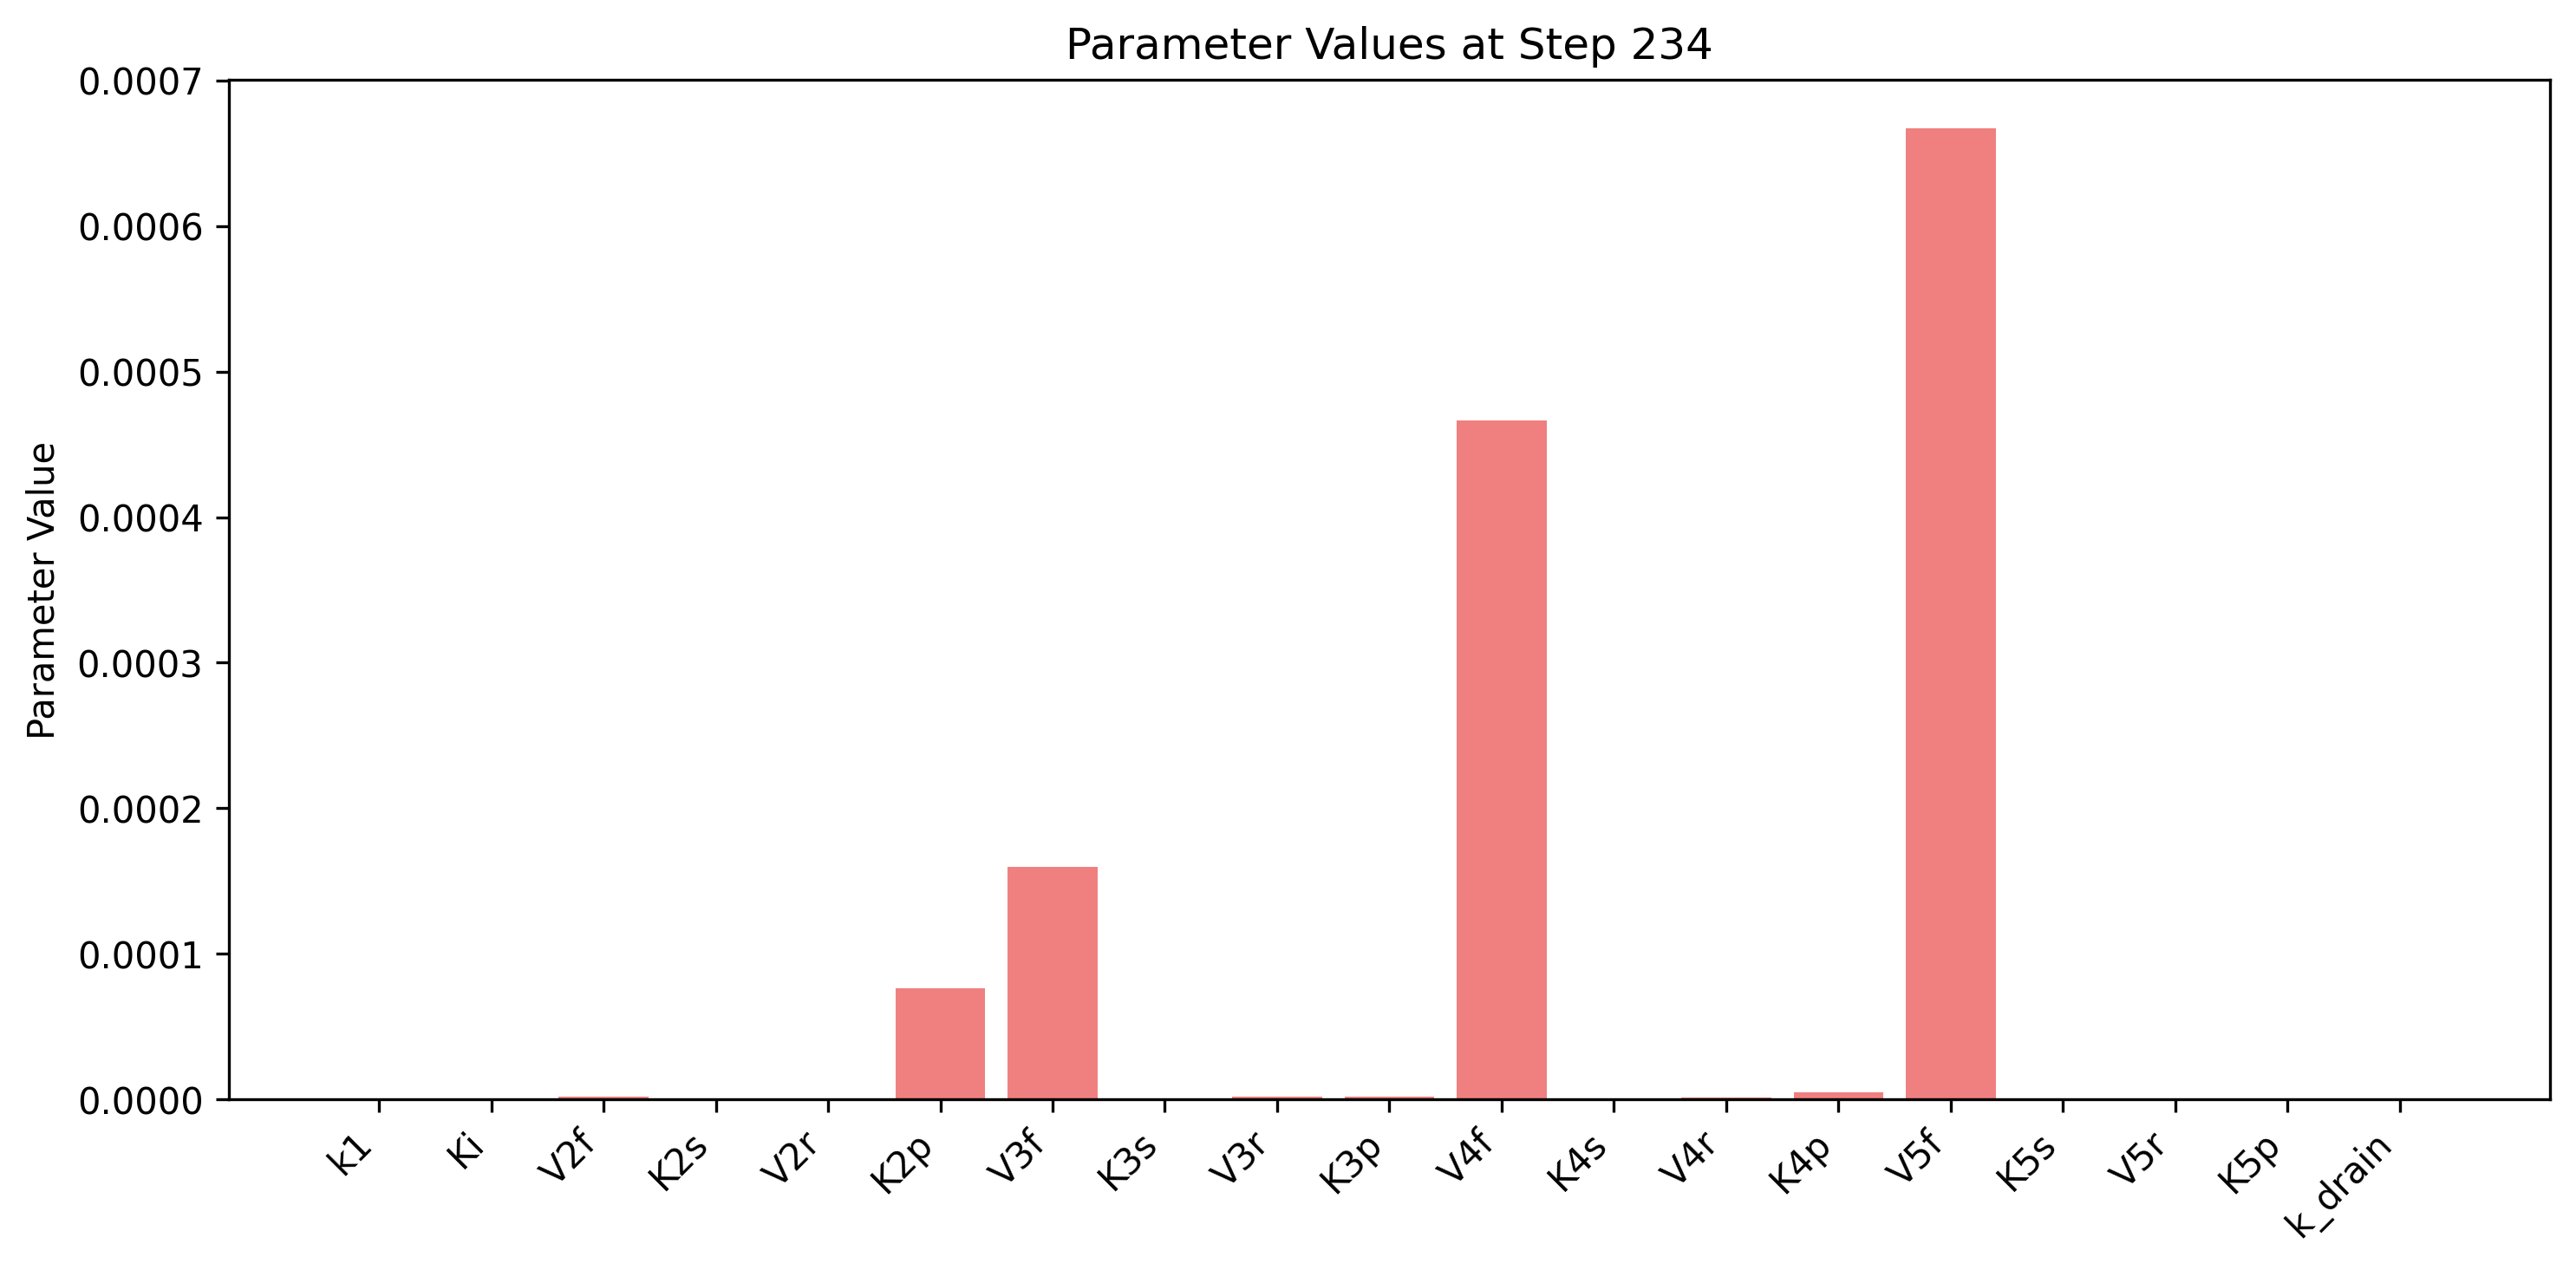 Parameter Values at Step 234
0.0007
0.0006
0.0005
0.0004
0.0003
0.0002
0.0001
0.0000
Parameter Value
k1 Ki V2f K2s V2r K2p V3f K3s V3r K3p V4f K4s V4r K4p V5f K5s V5r K5p k_drain